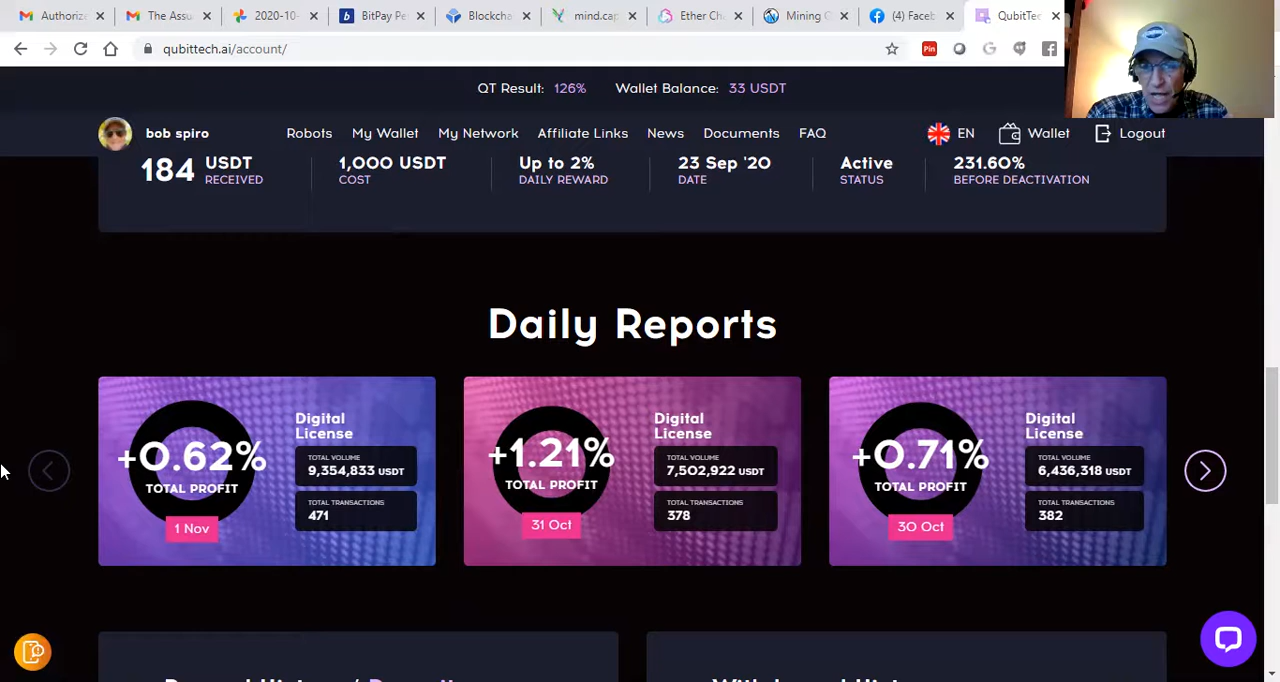 Authoriz
The Assu
2020-10-
BitPay Pe
Blockcha
mind.cap
Ether Ch
Mining
(4) Faceb
QubitTec
qubittech.ai/account/
Pin
QT Result: 126% Wallet Balance: 33 USDT
bob spiro Robots My Wallet My Network Affiliate Links News Documents FAQ EN Wallet Logout
184 USDT RECEIVED
1,000 USDT COST
Up to 2% DAILY REWARD
23 Sep '20 DATE
Active STATUS
231.60% BEFORE DEACTIVATION
Daily Reports
+0.62%
TOTAL PROFIT
1 Nov
Digital
License
TOTAL VOLUME
9,354,833 USDT
TOTAL TRANSACTIONS
471
+1.21%
TOTAL PROFIT
31 Oct
Digital
License
TOTAL VOLUME
7,502,922 USDT
TOTAL TRANSACTIONS
378
+0.71%
TOTAL PROFIT
30 Oct
Digital
License
TOTAL VOLUME
6,436,318 USDT
TOTAL TRANSACTIONS
382